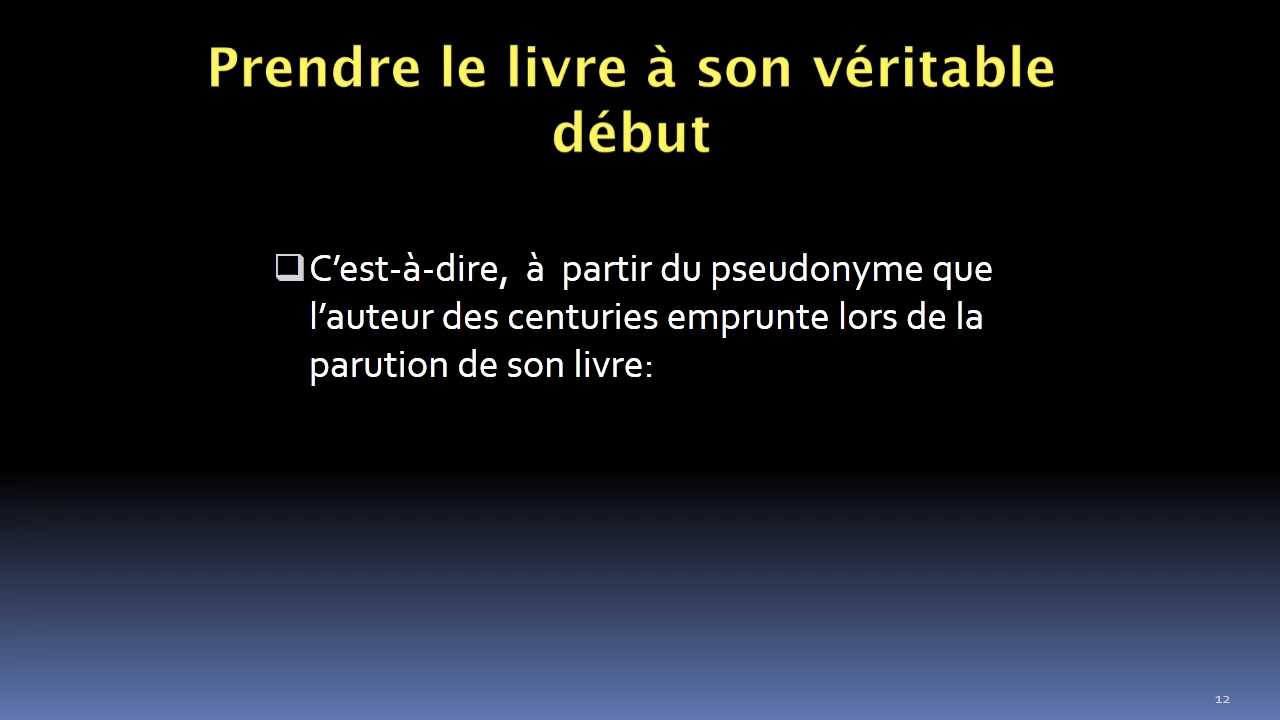 Prendre le livre à son véritable
début
C’est-à-dire, à partir du pseudonyme que
l’auteur des centuries emprunte lors de la
parution de son livre:
12